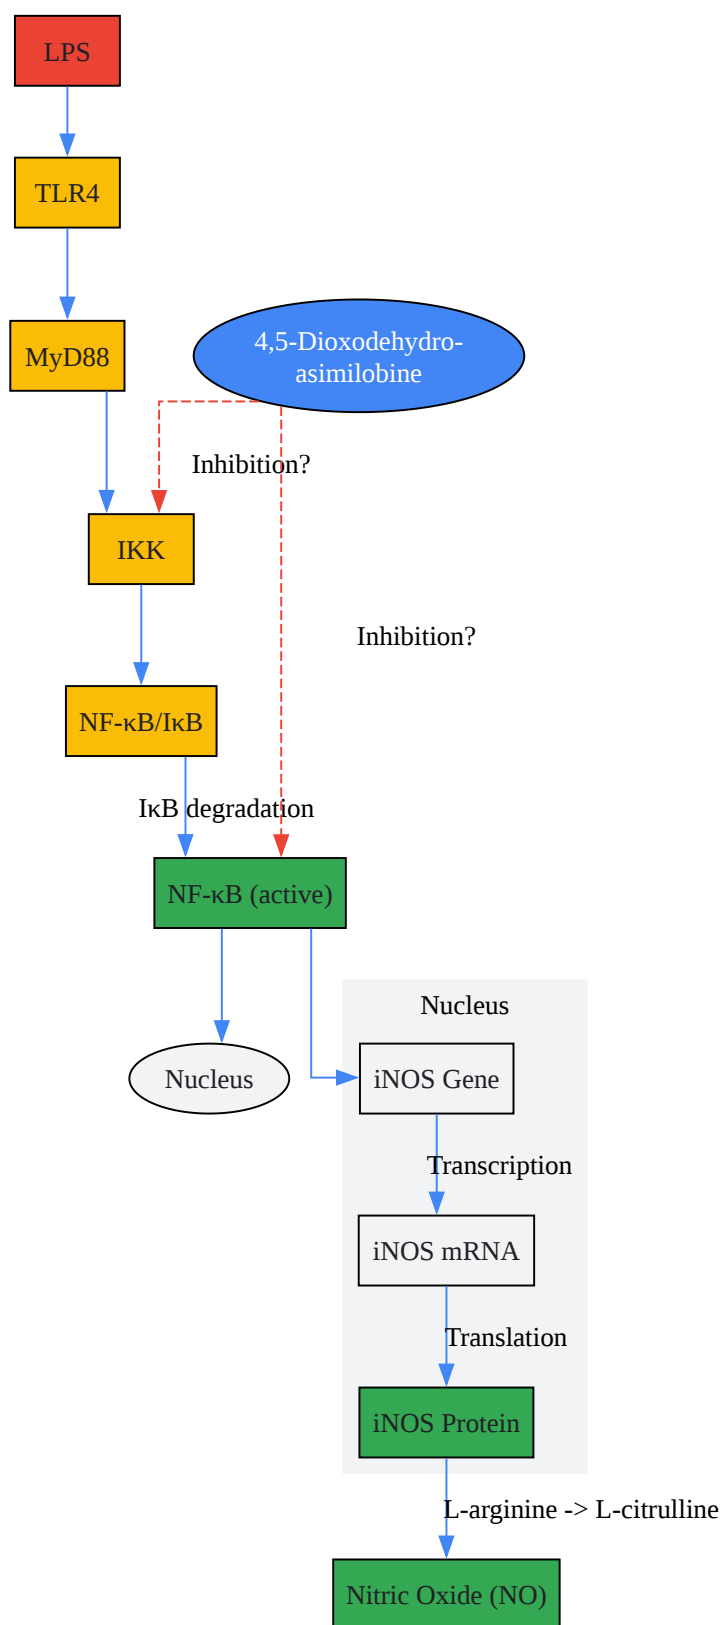 LPS
TLR4
MyD88
4,5-Dioxodehydro-
asimilobine
Inhibition?
IKK
Inhibition?
NF-κB/IκB
IκB degradation
NF-κB (active)
Nucleus
Nucleus
iNOS Gene
Transcription
iNOS mRNA
Translation
iNOS Protein
L-arginine -> L-citrulline
Nitric Oxide (NO)